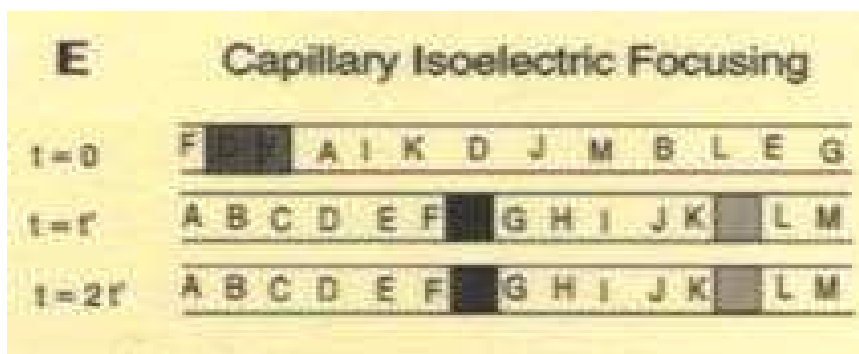 E Capillary Isoelectric Focusing
t = 0 F A I K D J M B L E G
t = t' A B C D E F G H I J K L M
t = 2t' A B C D E F G H I J K L M